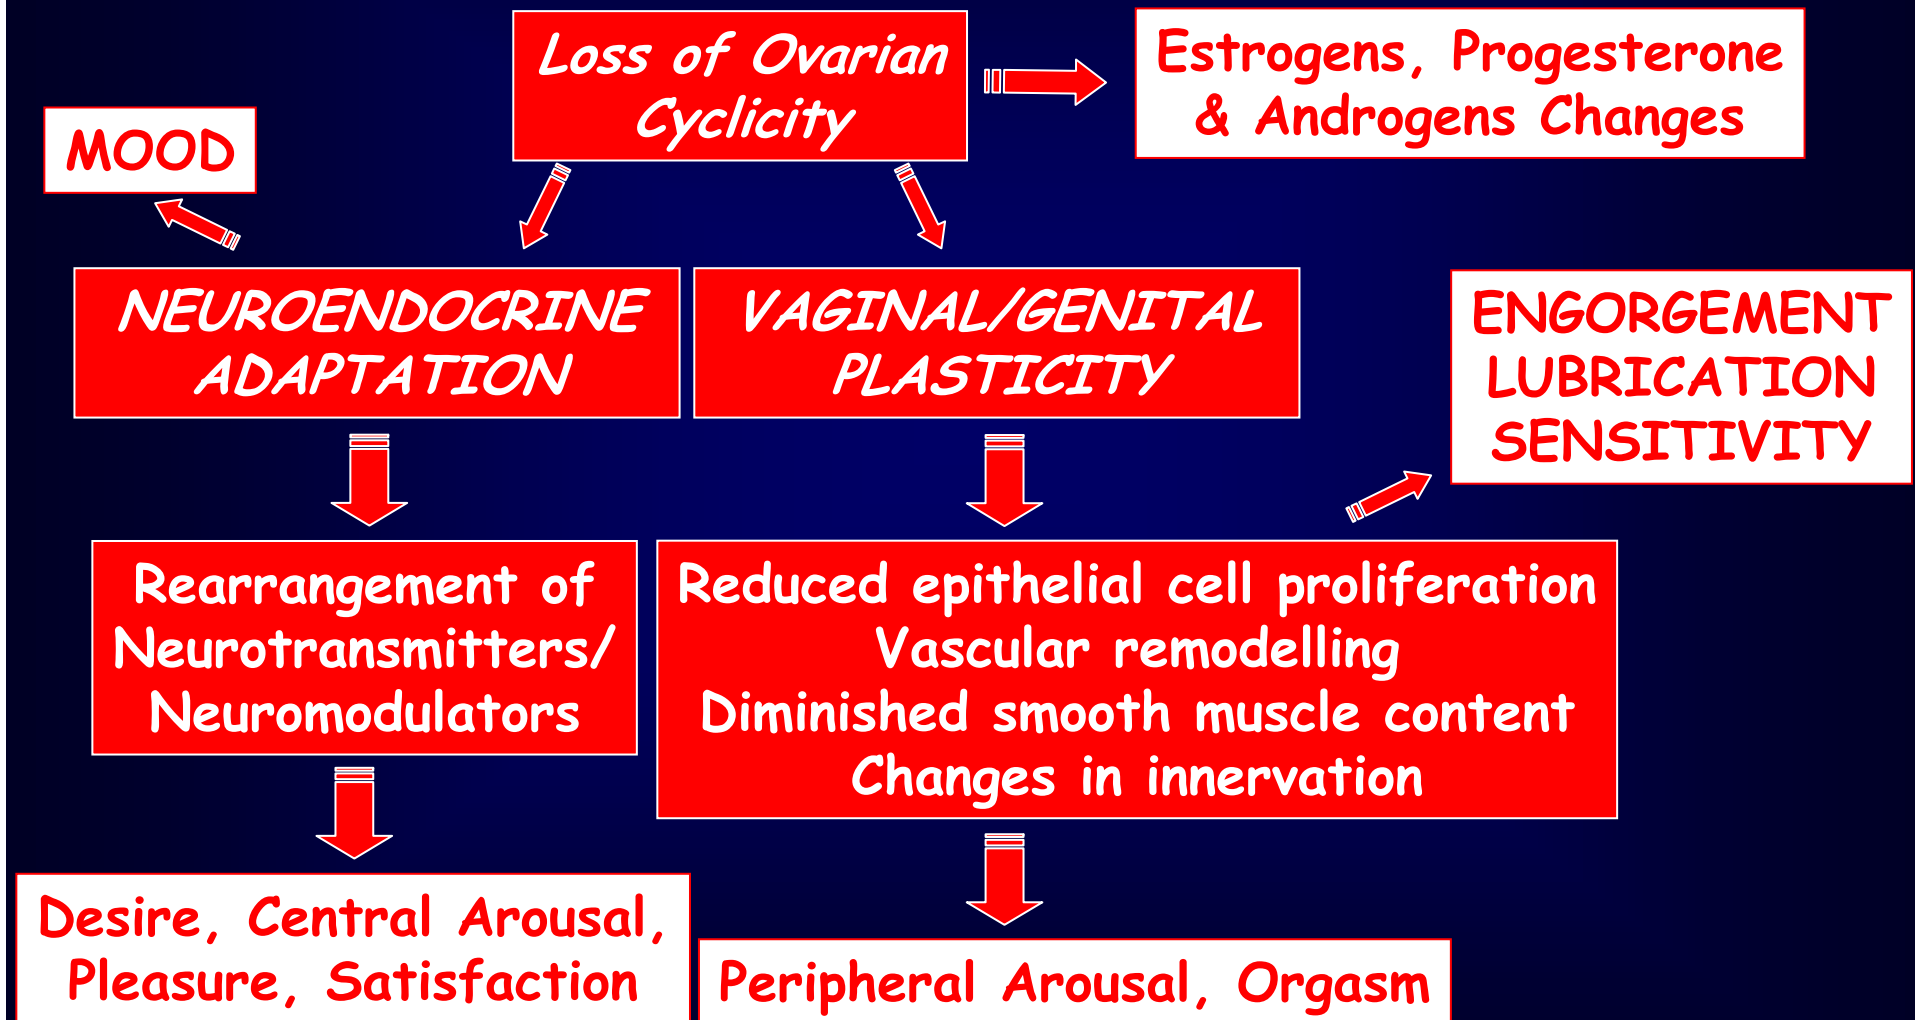 Loss of Ovarian
Cyclicity
Estrogens, Progesterone
& Androgens Changes
MOOD
NEUROENDOCRINE
ADAPTATION
VAGINAL/GENITAL
PLASTICITY
ENGORGEMENT
LUBRICATION
SENSITIVITY
Rearrangement of
Neurotransmitters/
Neuromodulators
Reduced epithelial cell proliferation
Vascular remodelling
Diminished smooth muscle content
Changes in innervation
Desire, Central Arousal,
Pleasure, Satisfaction
Peripheral Arousal, Orgasm